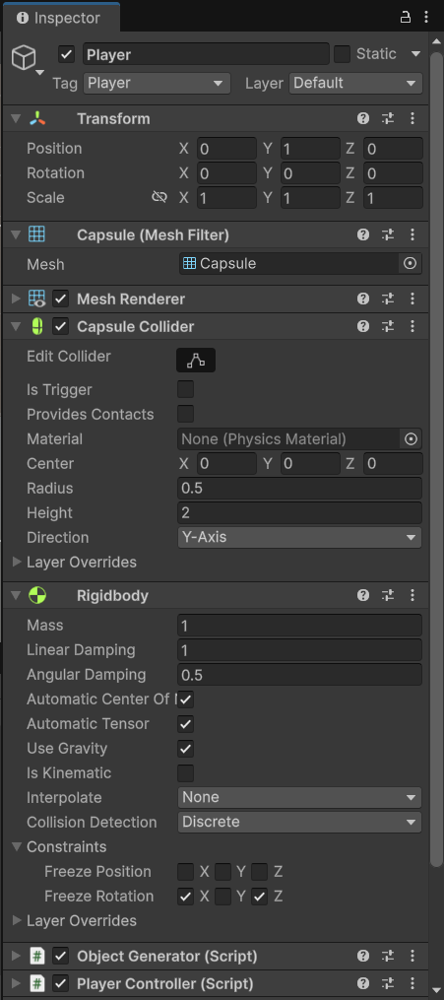 Inspector
Player
Static
Tag Player Layer Default
Transform
Position X 0 Y 1 Z 0
Rotation X 0 Y 0 Z 0
Scale X 1 Y 1 Z 1
Capsule (Mesh Filter)
Mesh Capsule
Mesh Renderer
Capsule Collider
Edit Collider
Is Trigger
Provides Contacts
Material None (Physics Material)
Center X 0 Y 0 Z 0
Radius 0.5
Height 2
Direction Y-Axis
Layer Overrides
Rigidbody
Mass 1
Linear Damping 1
Angular Damping 0.5
Automatic Center Of
Automatic Tensor
Use Gravity
Is Kinematic
Interpolate None
Collision Detection Discrete
Constraints
Freeze Position X Y Z
Freeze Rotation X Y Z
Layer Overrides
# Object Generator (Script)
# Player Controller (Script)